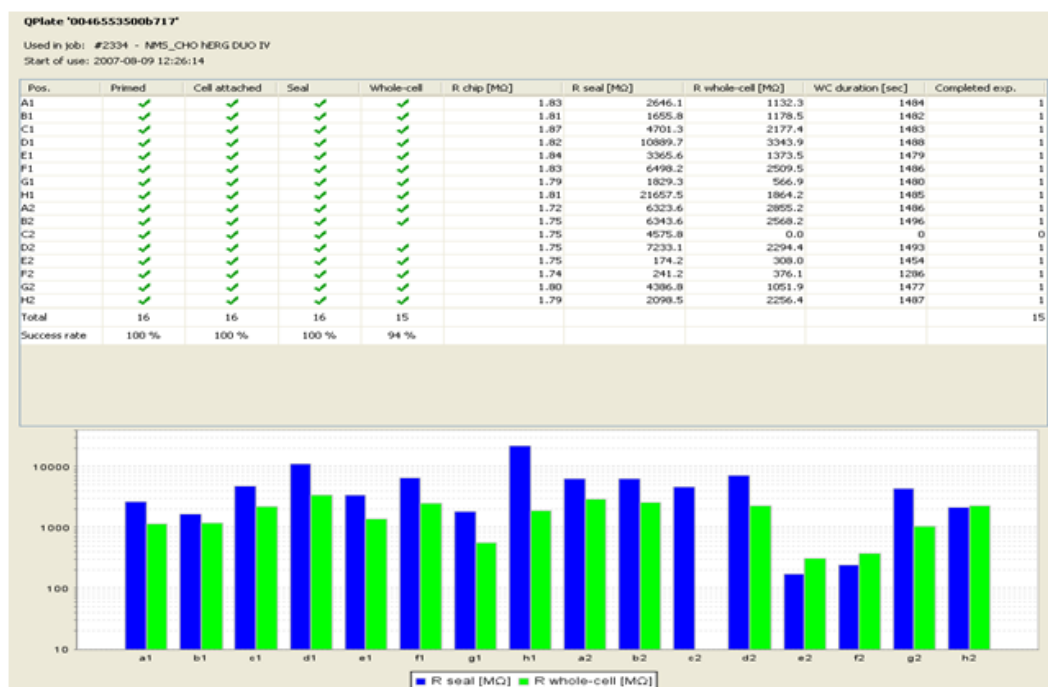 QPlate '0046553500b717'
Used in job: #2334 - NMS_CHO hERG DUO IV
Start of use: 2007-08-09 12:26:14
Pos. Primed Cell attached Seal Whole-cell R chip [MΩ] R seal [MΩ] R whole-cell [MΩ] WC duration [sec] Completed exp.
A1 ✓ ✓ ✓ ✓ 1.83 2646.1 1132.3 1484 1
B1 ✓ ✓ ✓ ✓ 1.81 1655.8 1178.5 1482 1
C1 ✓ ✓ ✓ ✓ 1.87 4701.3 2177.4 1483 1
D1 ✓ ✓ ✓ ✓ 1.82 10889.7 3343.9 1488 1
E1 ✓ ✓ ✓ ✓ 1.84 3365.6 1373.5 1479 1
F1 ✓ ✓ ✓ ✓ 1.83 6498.2 2509.5 1486 1
G1 ✓ ✓ ✓ ✓ 1.79 1829.3 566.9 1480 1
H1 ✓ ✓ ✓ ✓ 1.81 21657.5 1864.2 1485 1
A2 ✓ ✓ ✓ ✓ 1.72 6323.6 2855.2 1486 1
B2 ✓ ✓ ✓ ✓ 1.75 6343.6 2568.2 1496 1
C2 ✓ ✓ ✓ 1.75 4575.8 0.0 0 0
D2 ✓ ✓ ✓ ✓ 1.75 7233.1 2294.4 1493 1
E2 ✓ ✓ ✓ ✓ 1.75 174.2 308.0 1454 1
F2 ✓ ✓ ✓ ✓ 1.74 241.2 376.1 1286 1
G2 ✓ ✓ ✓ ✓ 1.80 4386.8 1051.9 1477 1
H2 ✓ ✓ ✓ ✓ 1.79 2098.5 2256.4 1487 1
Total 16 16 16 15 15
Success rate 100 % 100 % 100 % 94 %
10000
1000
100
10
a1 b1 c1 d1 e1 f1 g1 h1 a2 b2 c2 d2 e2 f2 g2 h2
R seal [MΩ] R whole-cell [MΩ]